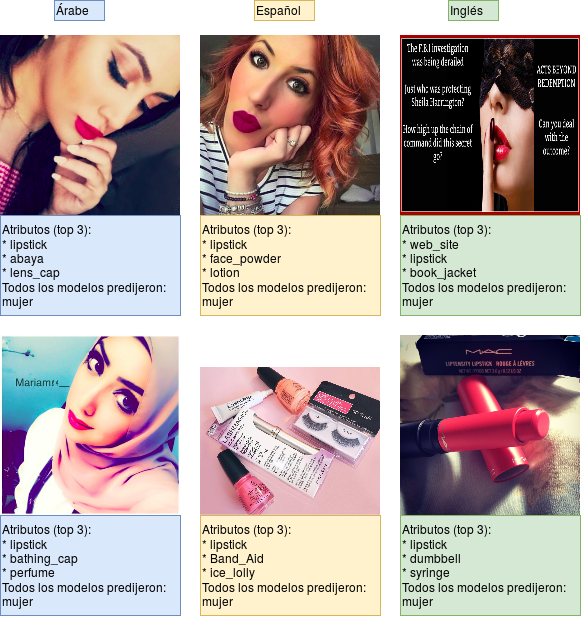 Árabe
Español
Inglés
The F.B.I investigation
was being derailed
Just who was protecting
Sheila Harrington?
How high up the chain of
command did this secret
go?
ACTS BEYOND
REDEMPTION
Can you deal
with the
outcome?
Atributos (top 3):
* lipstick
* abaya
* lens_cap
Todos los modelos predijeron:
mujer
Atributos (top 3):
* lipstick
* face_powder
* lotion
Todos los modelos predijeron:
mujer
Atributos (top 3):
* web_site
* lipstick
* book_jacket
Todos los modelos predijeron:
mujer
MAC
LUMINOSITY LIPSTICK · ROUGE À LÈVRES
Atributos (top 3):
* lipstick
* bathing_cap
* perfume
Todos los modelos predijeron:
mujer
Atributos (top 3):
* lipstick
* Band_Aid
* ice_lolly
Todos los modelos predijeron:
mujer
Atributos (top 3):
* lipstick
* dumbbell
* syringe
Todos los modelos predijeron:
mujer